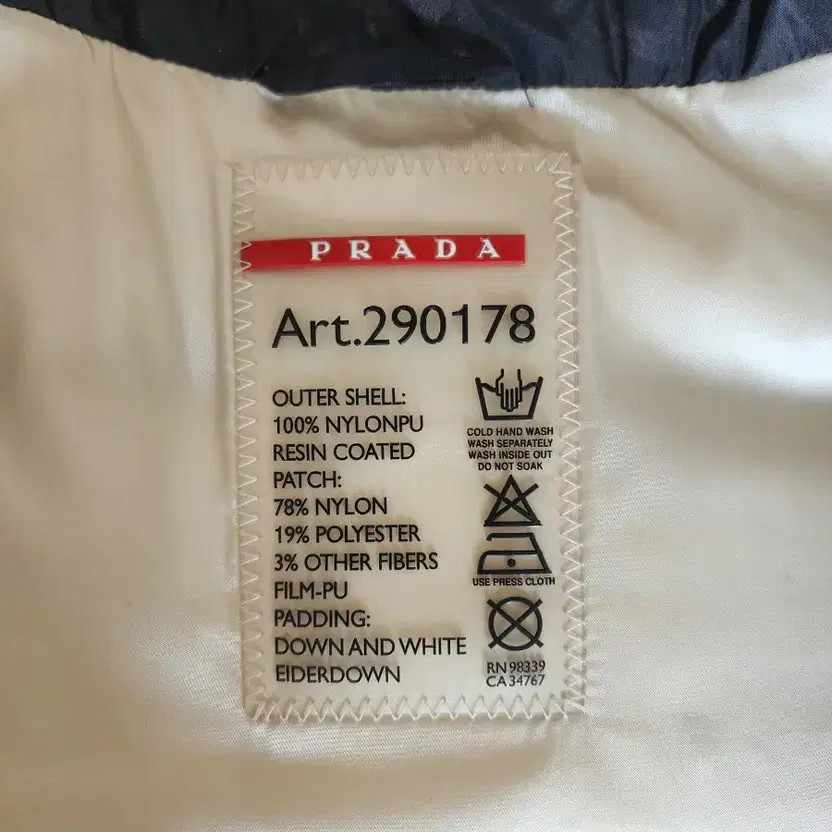 PRADA
Art.290178
OUTER SHELL:
100% NYLONPU
RESIN COATED
PATCH:
78% NYLON
19% POLYESTER
3% OTHER FIBERS
FILM-PU
PADDING:
DOWN AND WHITE
EIDERDOWN
COLD HAND WASH
WASH SEPARATELY
WASH INSIDE OUT
DO NOT SOAK
USE PRESS CLOTH
RN 98339
CA 34767